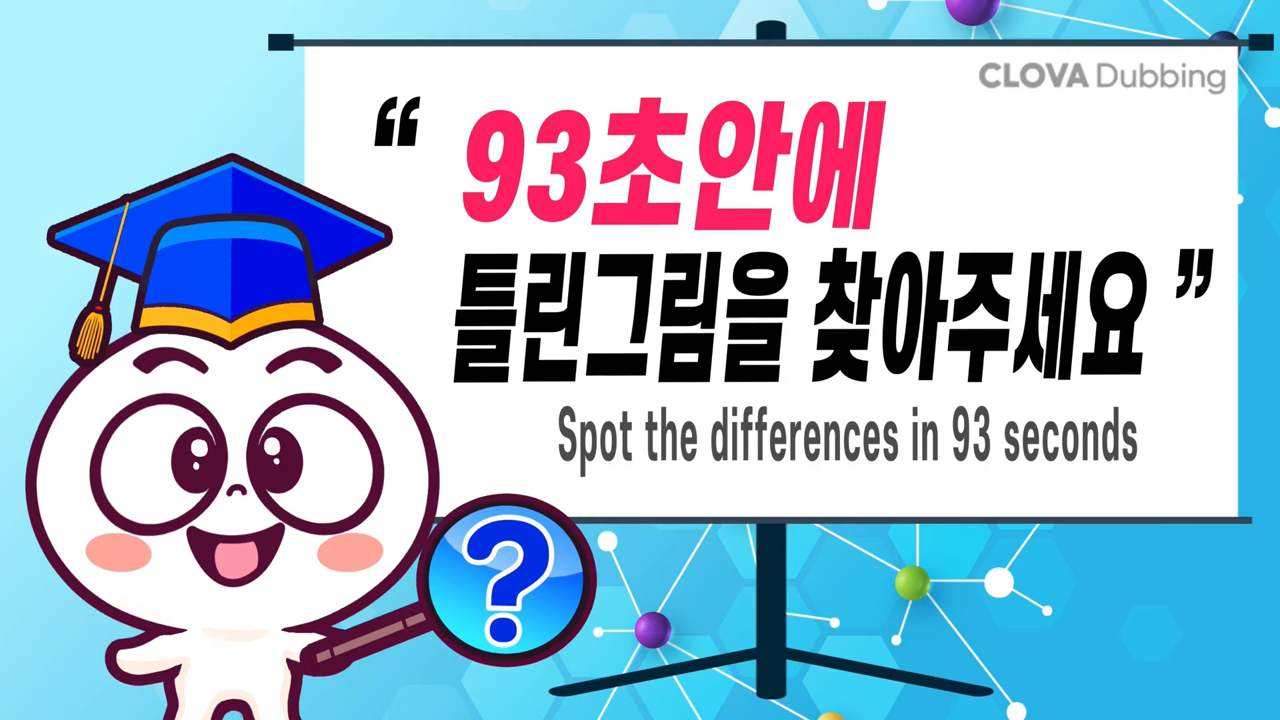 CLOVA Dubbing
“ 93초안에
틀린그림을 찾아주세요 ”
Spot the differences in 93 seconds
?